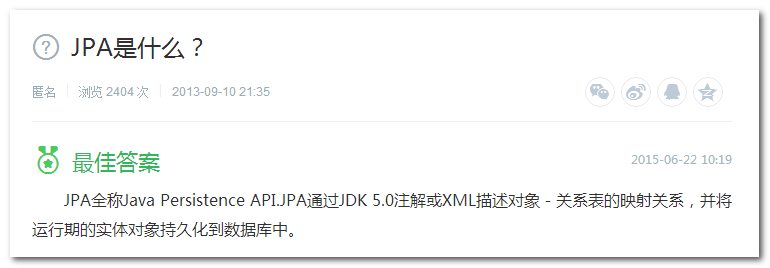 JPA是什么？
匿名 浏览 2404 次 2013-09-10 21:35
最佳答案 2015-06-22 10:19
JPA全称Java Persistence API.JPA通过JDK 5.0注解或XML描述对象－关系表的映射关系，并将
运行期的实体对象持久化到数据库中。